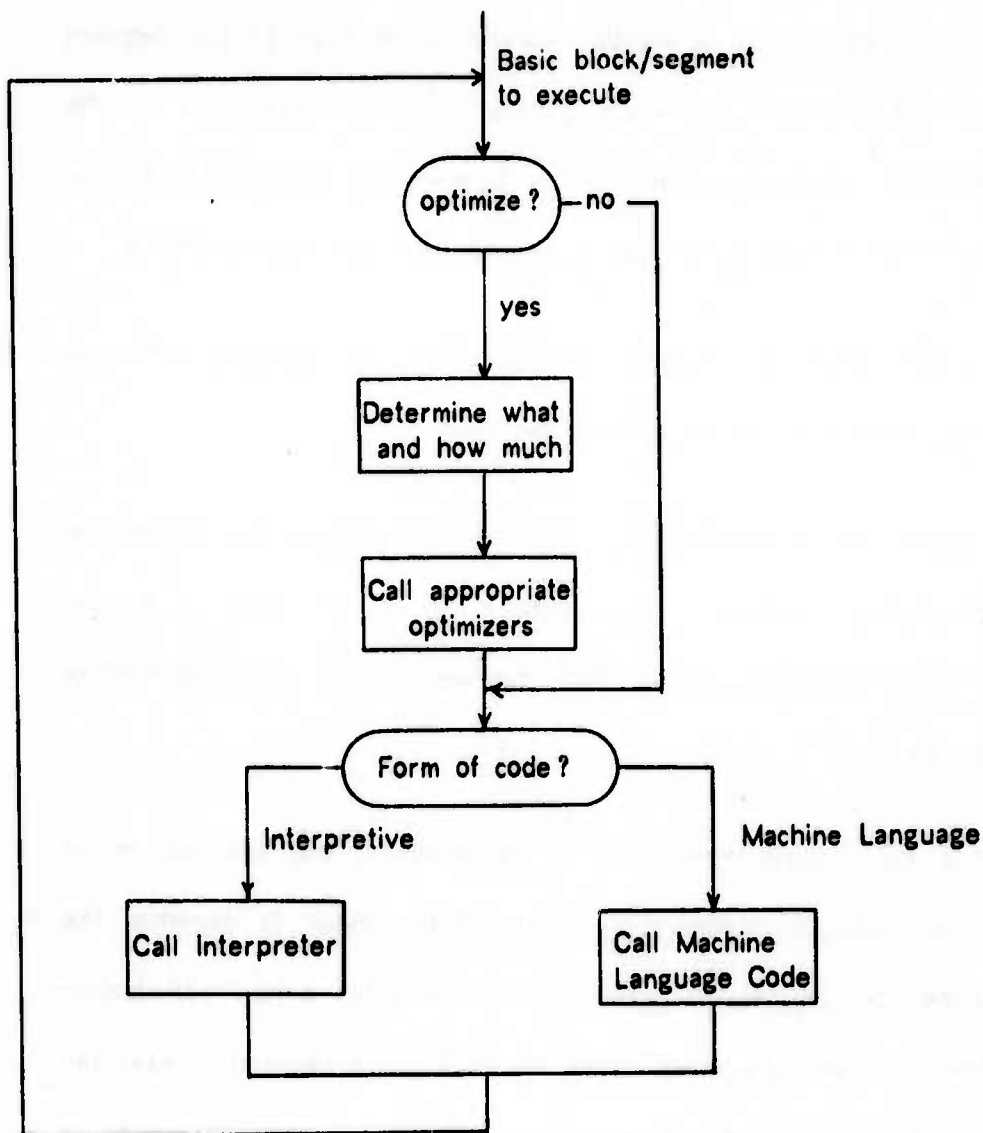 Basic block/segment
to execute
optimize?
no
yes
Determine what
and how much
Call appropriate
optimizers
Form of code?
Interpretive
Machine Language
Call Interpreter
Call Machine
Language Code